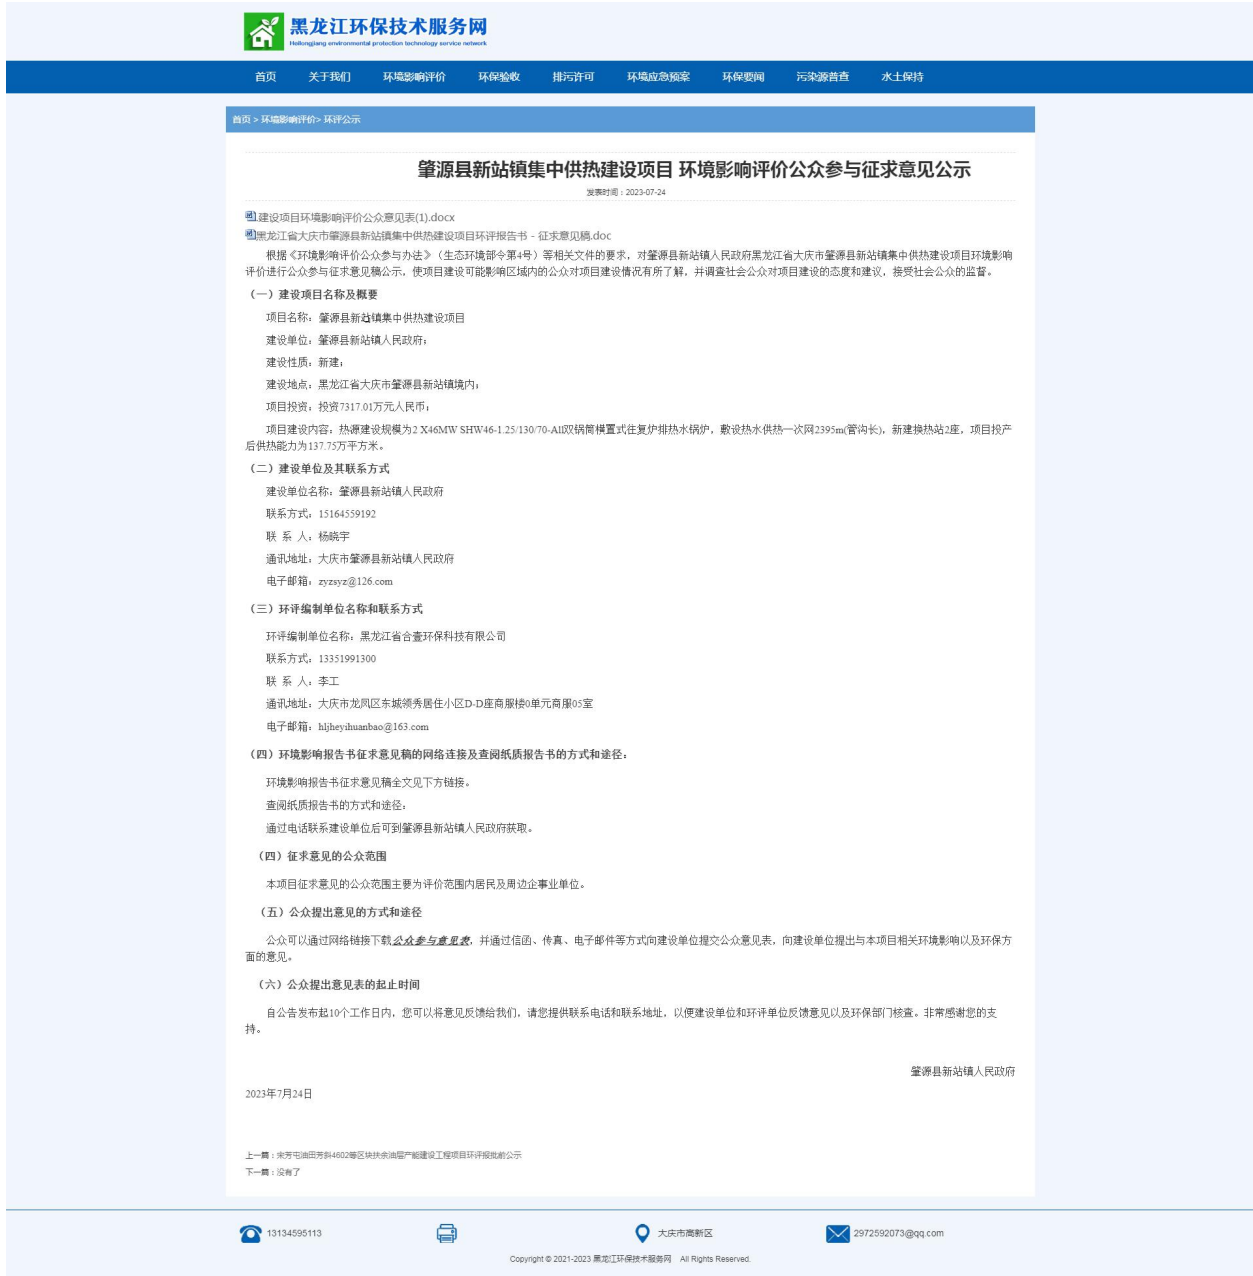 黑龙江环保技术服务网
Heilongjiang environmental protection technology service network
首页 关于我们 环境影响评价 环保验收 排污许可 环境应急预案 环保要闻 污染源普查 水土保持
首页 > 环境影响评价> 环评公示
肇源县新站镇集中供热建设项目 环境影响评价公众参与征求意见公示
发表时间：2023-07-24
建设项目环境影响评价公众意见表(1).docx
黑龙江省大庆市肇源县新站镇集中供热建设项目环评报告书 - 征求意见稿.doc
根据《环境影响评价公众参与办法》（生态环境部令第4号）等相关文件的要求，对肇源县新站镇人民政府黑龙江省大庆市肇源县新站镇集中供热建设项目环境影响
评价进行公众参与征求意见稿公示，使项目建设可能影响区域内的公众对项目建设情况有所了解，并调查社会公众对项目建设的态度和建议，接受社会公众的监督。
（一）建设项目名称及概要
项目名称：肇源县新站镇集中供热建设项目
建设单位：肇源县新站镇人民政府；
建设性质：新建；
建设地点：黑龙江省大庆市肇源县新站镇境内；
项目投资：投资7317.01万元人民币；
项目建设内容：热源建设规模为2 X46MW SHW46-1.25/130/70-AII双锅筒横置式往复炉排热水锅炉，敷设热水供热一次网2395m(管沟长)，新建换热站2座，项目投产
后供热能力为137.75万平方米。
（二）建设单位及其联系方式
建设单位名称：肇源县新站镇人民政府
联系方式：15164559192
联 系 人：杨晓宇
通讯地址：大庆市肇源县新站镇人民政府
电子邮箱：zyzsyz@126.com
（三）环评编制单位名称和联系方式
环评编制单位名称：黑龙江省合壹环保科技有限公司
联系方式：13351991300
联 系 人：李工
通讯地址：大庆市龙凤区东城领秀居住小区D-D座商服楼0单元商服05室
电子邮箱：hljheyihuanbao@163.com
（四）环境影响报告书征求意见稿的网络连接及查阅纸质报告书的方式和途径：
环境影响报告书征求意见稿全文见下方链接。
查阅纸质报告书的方式和途径：
通过电话联系建设单位后可到肇源县新站镇人民政府获取。
（四）征求意见的公众范围
本项目征求意见的公众范围主要为评价范围内居民及周边企事业单位。
（五）公众提出意见的方式和途径
公众可以通过网络链接下载公众参与意见表，并通过信函、传真、电子邮件等方式向建设单位提交公众意见表，向建设单位提出与本项目相关环境影响以及环保方
面的意见。
（六）公众提出意见表的起止时间
自公告发布起10个工作日内，您可以将意见反馈给我们，请您提供联系电话和联系地址，以便建设单位和环评单位反馈意见以及环保部门核查。非常感谢您的支
持。
肇源县新站镇人民政府
2023年7月24日
上一篇：宋芳屯油田芳斜4602等区块扶余油层产能建设工程项目环评报批前公示
下一篇：没有了
13134595113 大庆市高新区 2972592073@qq.com
Copyright © 2021-2023 黑龙江环保技术服务网 All Rights Reserved.